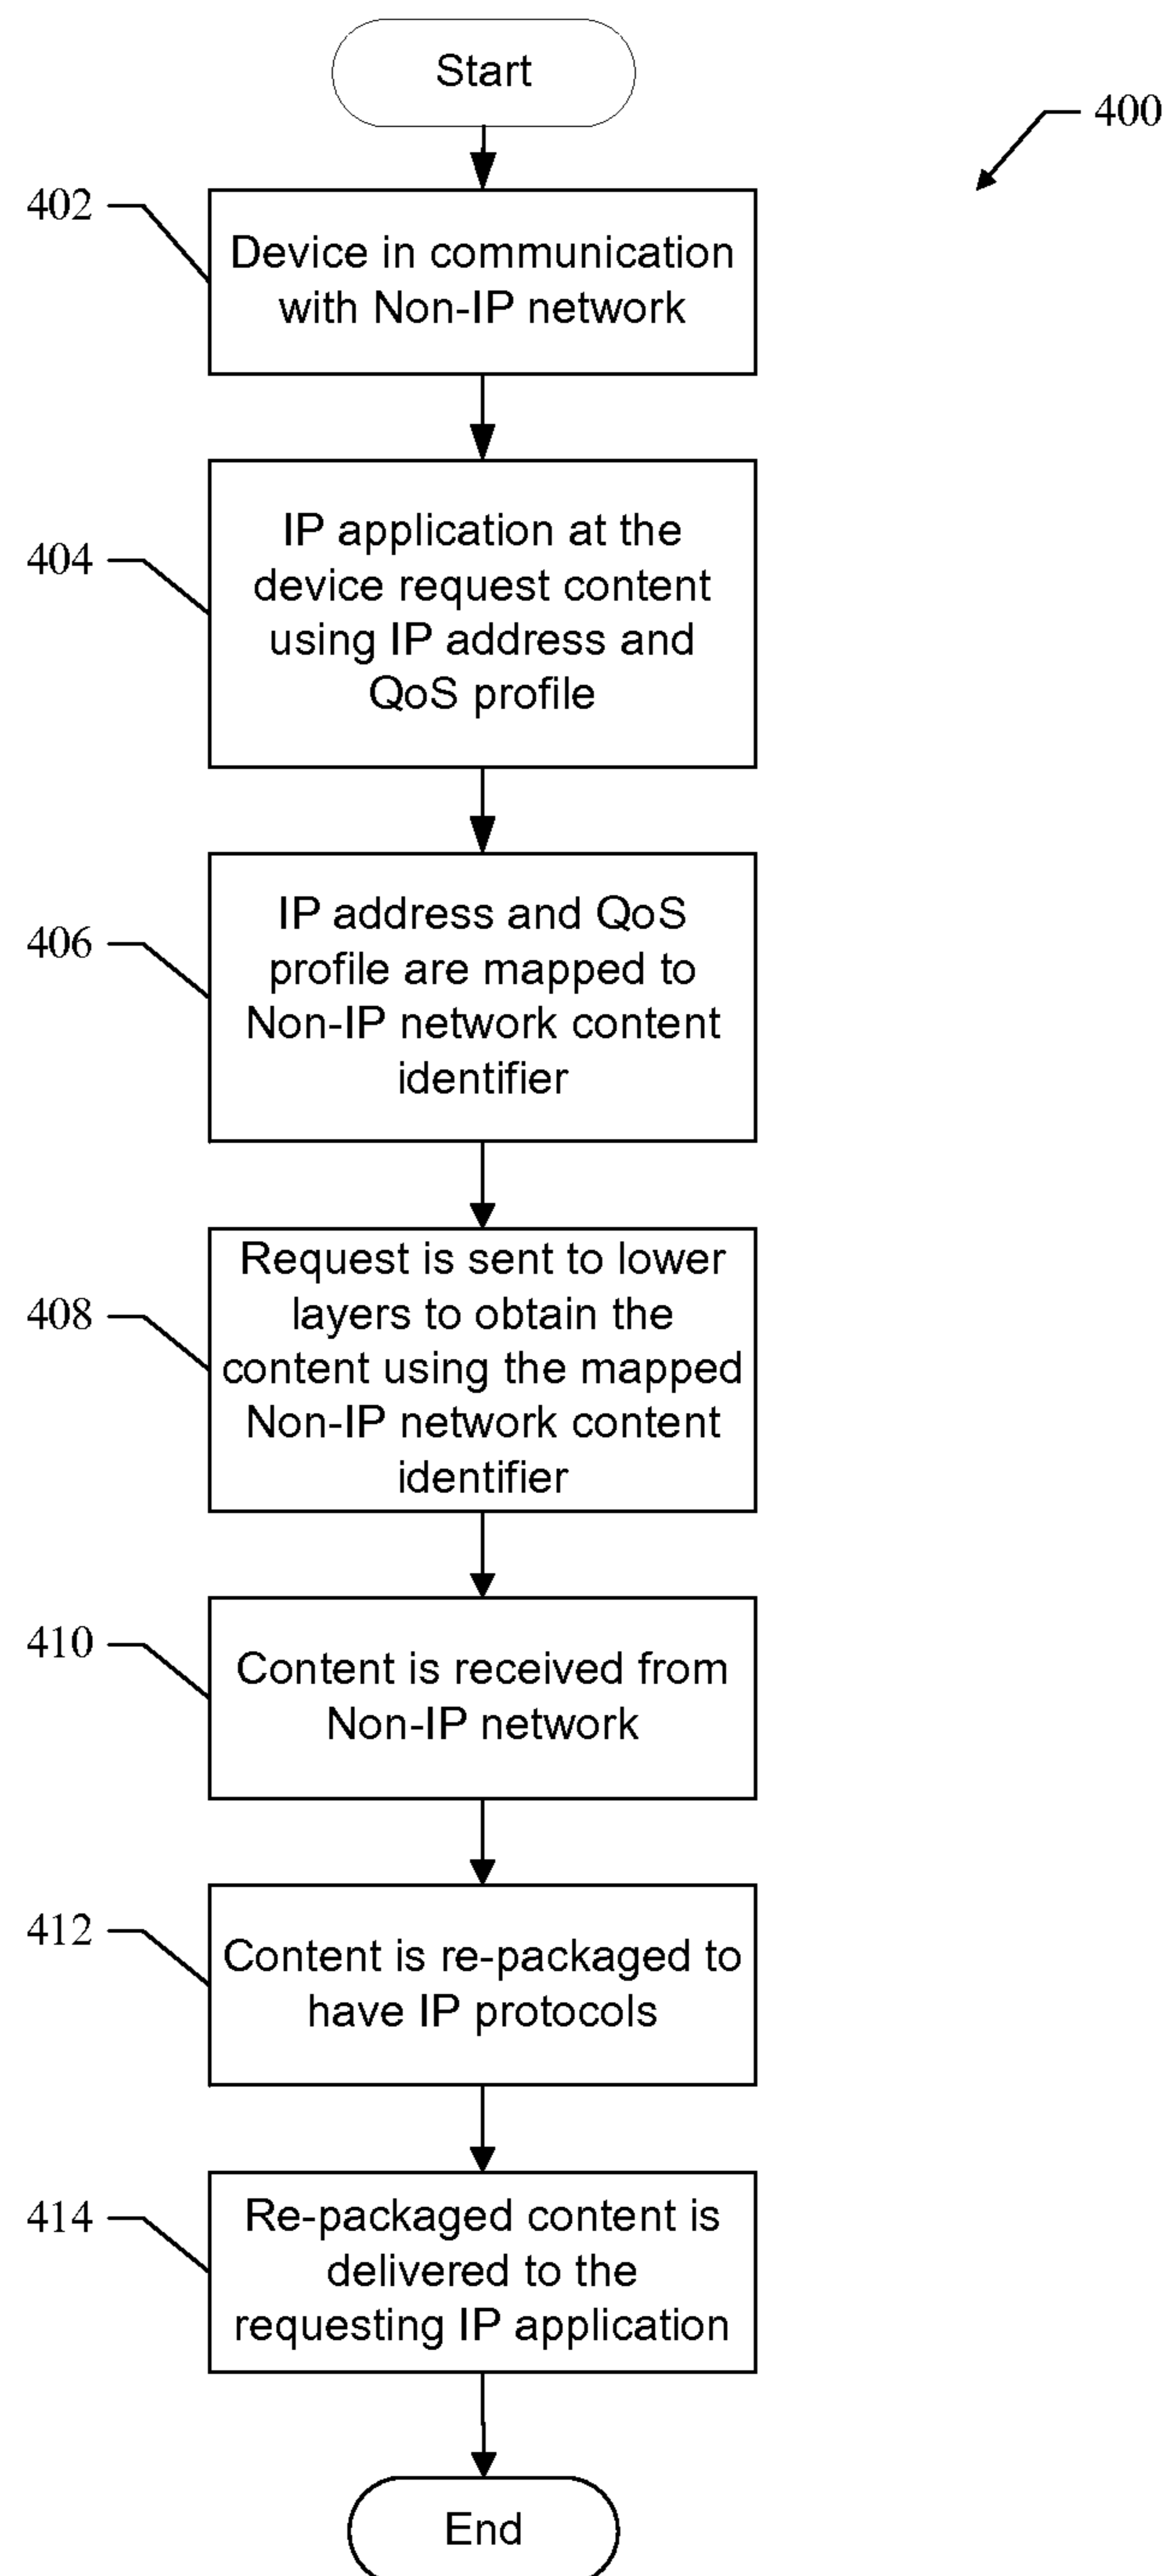 Start
400
402
Device in communication
with Non-IP network
404
IP application at the
device request content
using IP address and
QoS profile
406
IP address and QoS
profile are mapped to
Non-IP network content
identifier
408
Request is sent to lower
layers to obtain the
content using the mapped
Non-IP network content
identifier
410
Content is received from
Non-IP network
412
Content is re-packaged to
have IP protocols
414
Re-packaged content is
delivered to the
requesting IP application
End